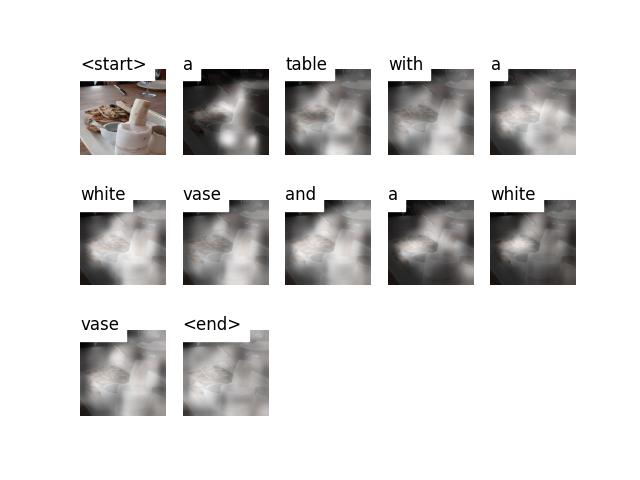 <start> a table with a
white vase and a white
vase <end>